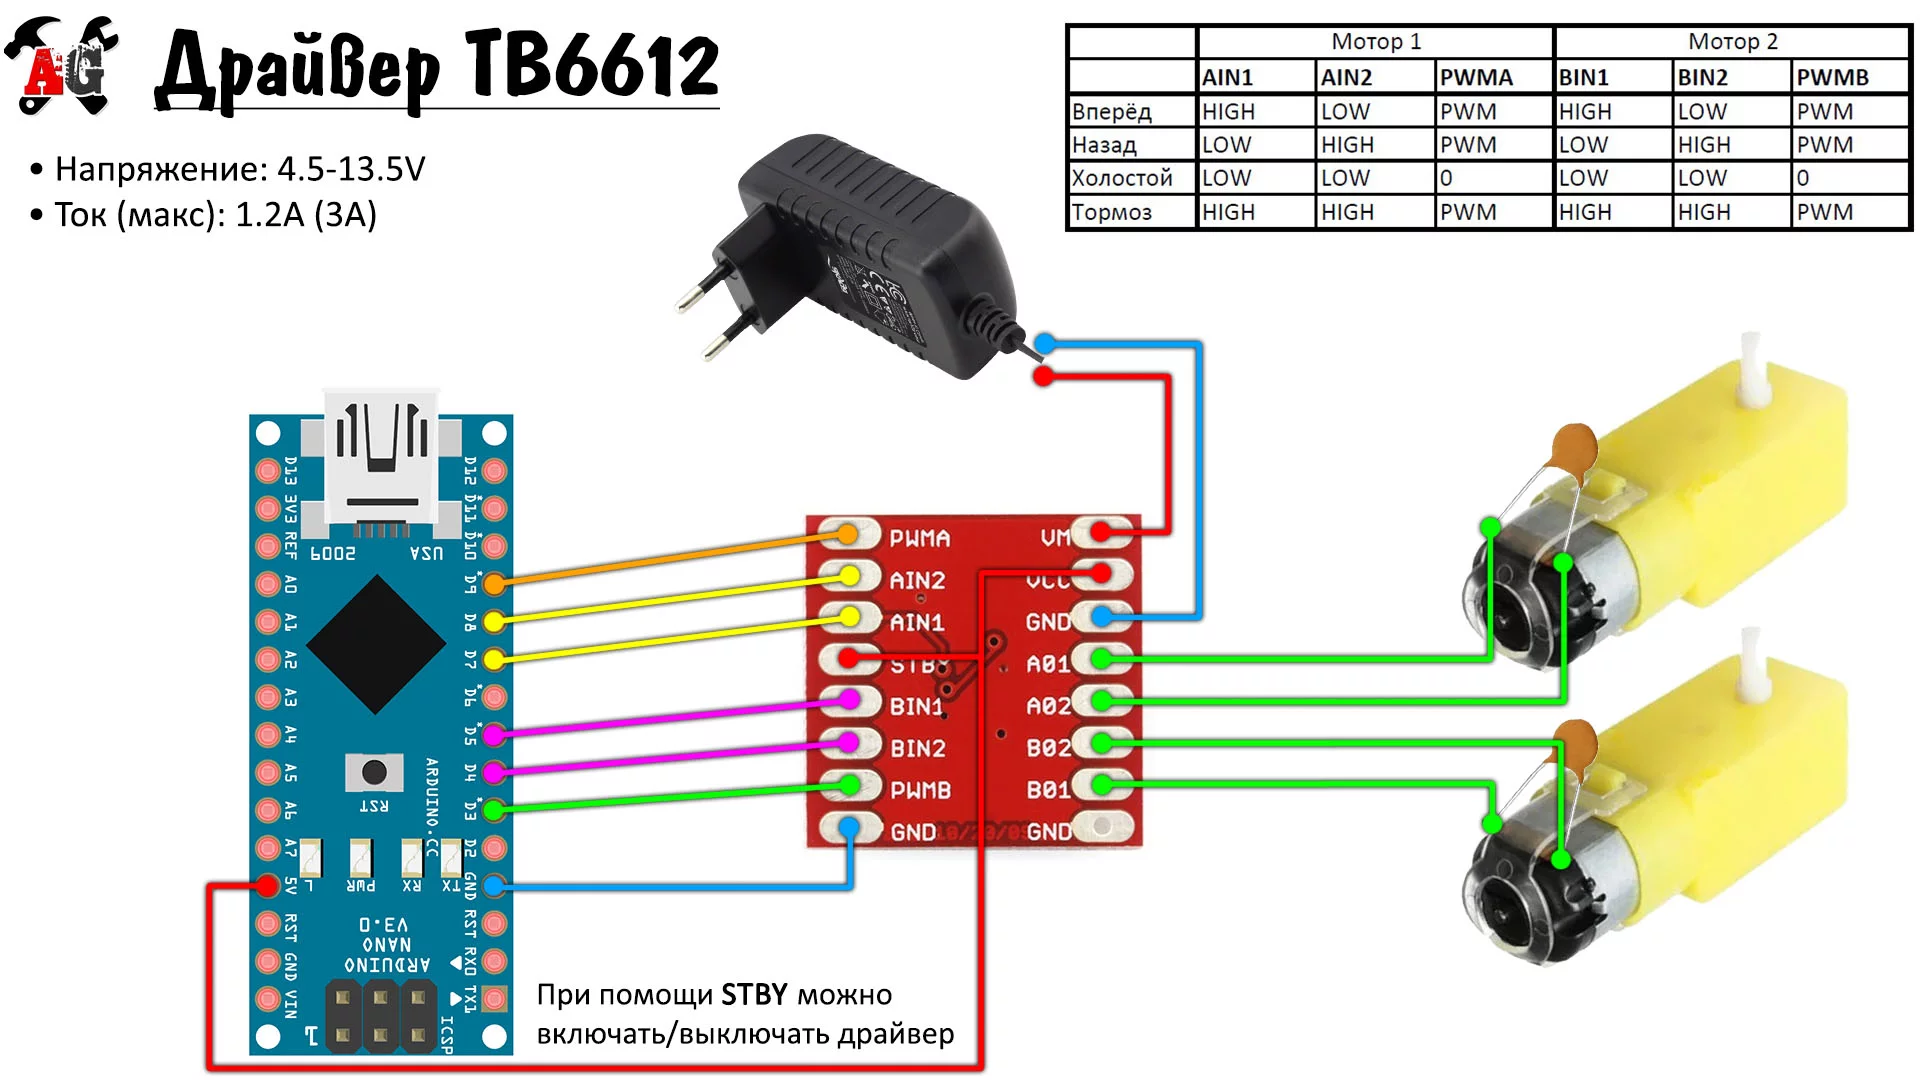 AG
Драйвер TB6612
• Напряжение: 4.5-13.5V
• Ток (макс): 1.2A (3A)
Мотор 1 Мотор 2
AIN1 AIN2 PWMA BIN1 BIN2 PWMB
Вперёд HIGH LOW PWM HIGH LOW PWM
Назад LOW HIGH PWM LOW HIGH PWM
Холостой LOW LOW 0 LOW LOW 0
Тормоз HIGH HIGH PWM HIGH HIGH PWM
D13
3V3
REF
A0
A1
A2
A3
A4
A5
A6
A7
5V
RST
GND
VIN
D12
D11*
D10*
D9*
D8
D7
D6*
D5*
D4
D3*
D2
GND
RST
RX0
TX1
USA
2009
RST
ARDUINO.CC
TX
RX
PWR
L
ARDUINO
NANO
V3.0
ICSP
1
PWMA
AIN2
AIN1
STBY
BIN1
BIN2
PWMB
GND
VM
VCC
GND
A01
A02
B02
B01
GND
При помощи STBY можно
включать/выключать драйвер